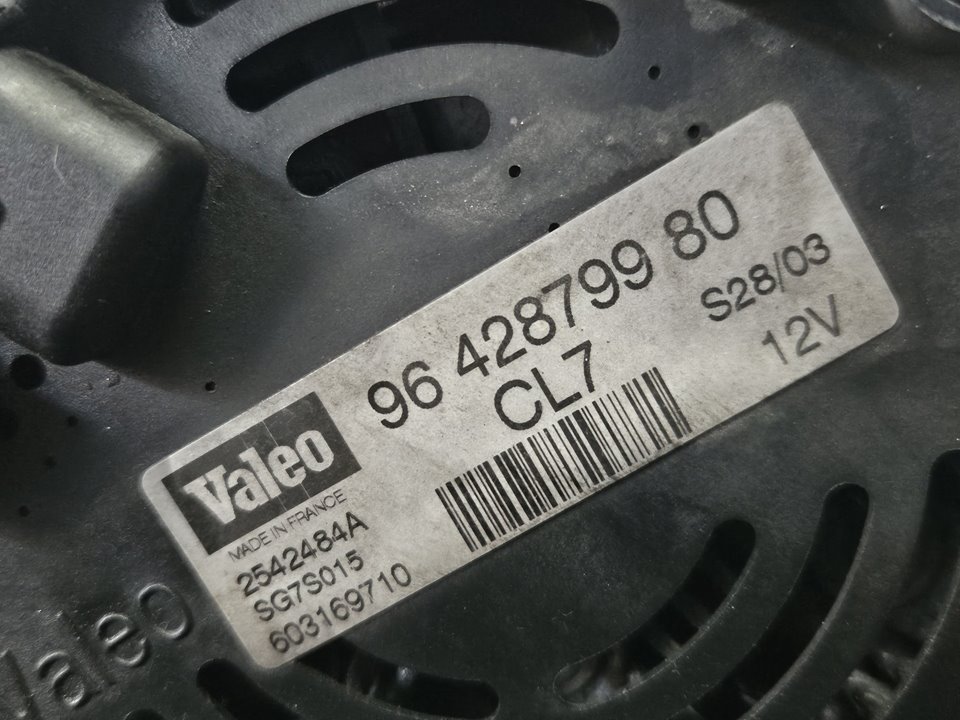 96 428799 80
S28/03
CL7
12V
Valeo
MADE IN FRANCE
2542484A
SG7S015
603169710
Valeo